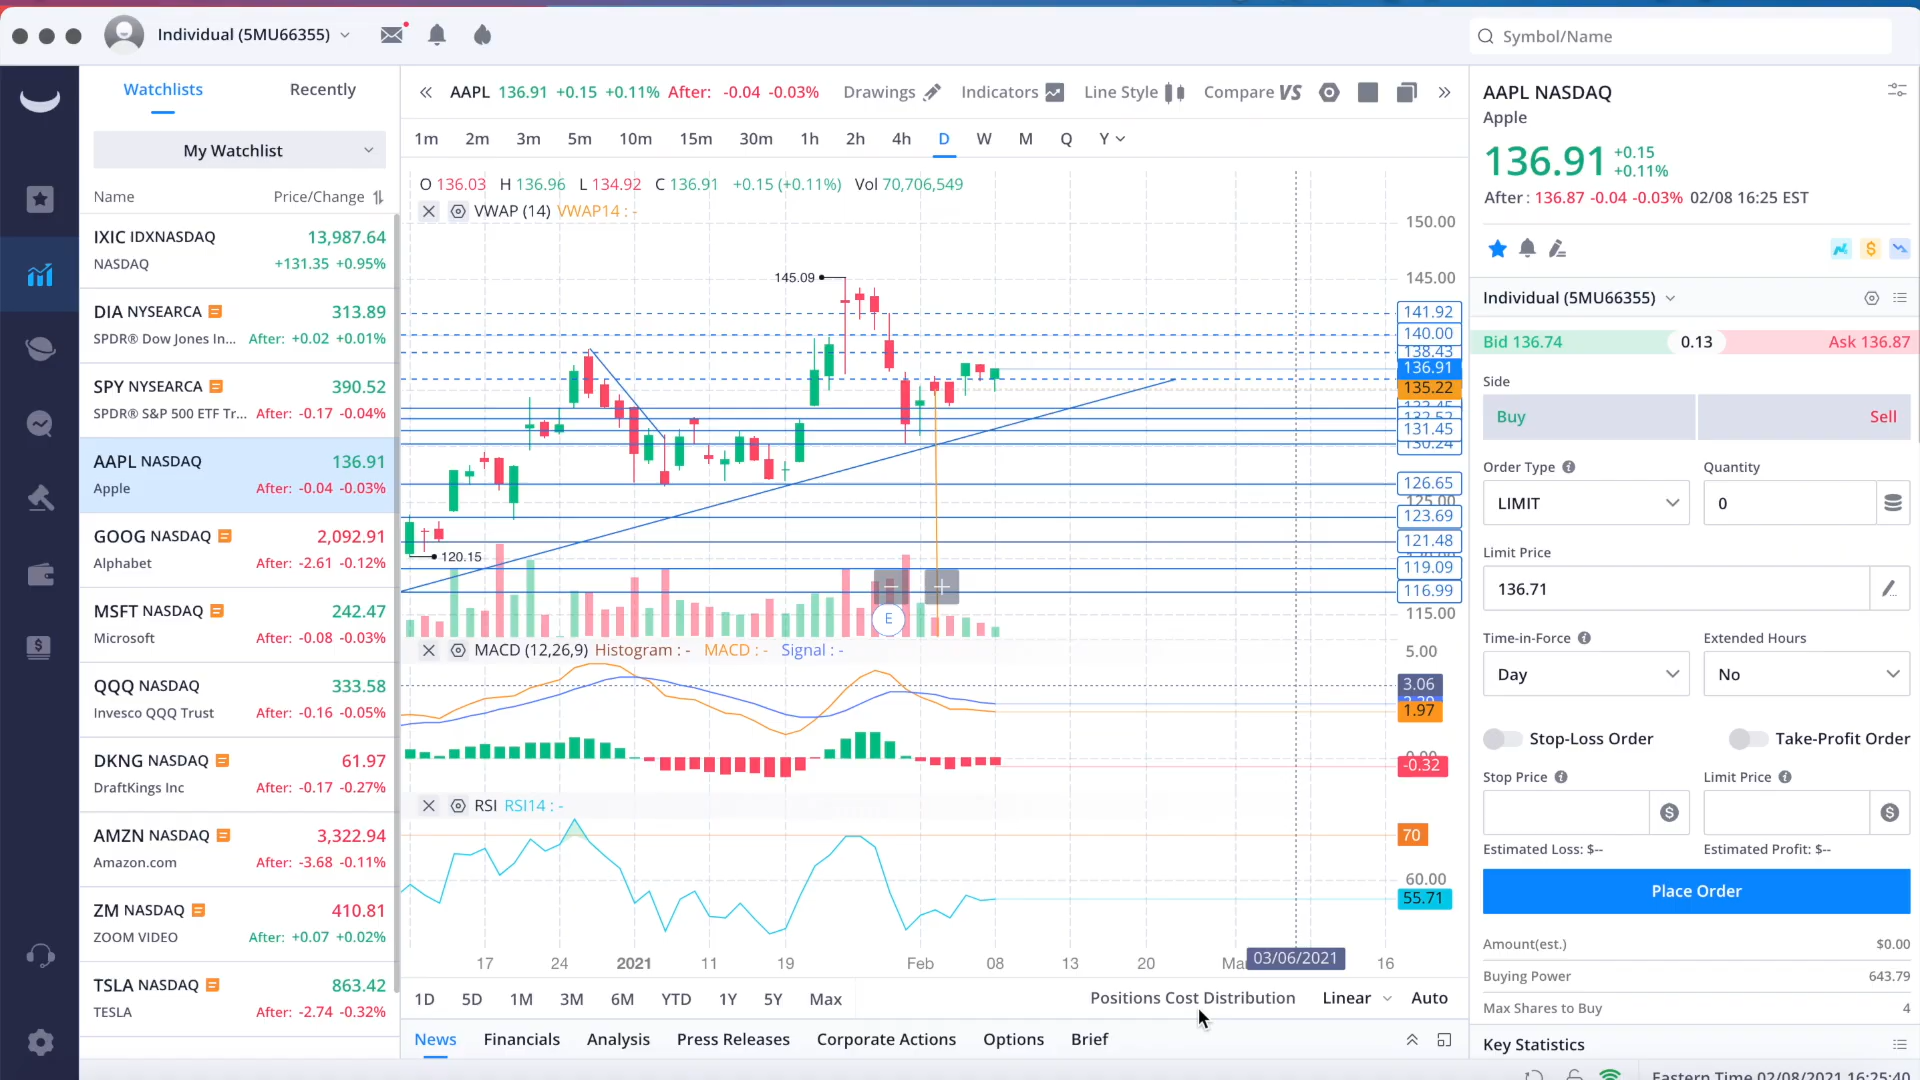 Individual (5MU66355)
Symbol/Name
Watchlists Recently
My Watchlist
Name Price/Change
IXIC IDXNASDAQ 13,987.64
NASDAQ +131.35 +0.95%
DIA NYSEARCA 313.89
SPDR® Dow Jones In... After: +0.02 +0.01%
SPY NYSEARCA 390.52
SPDR® S&P 500 ETF Tr... After: -0.17 -0.04%
AAPL NASDAQ 136.91
Apple After: -0.04 -0.03%
GOOG NASDAQ 2,092.91
Alphabet After: -2.61 -0.12%
MSFT NASDAQ 242.47
Microsoft After: -0.08 -0.03%
QQQ NASDAQ 333.58
Invesco QQQ Trust After: -0.16 -0.05%
DKNG NASDAQ 61.97
DraftKings Inc After: -0.17 -0.27%
AMZN NASDAQ 3,322.94
Amazon.com After: -3.68 -0.11%
ZM NASDAQ 410.81
ZOOM VIDEO After: +0.07 +0.02%
TSLA NASDAQ 863.42
TESLA After: -2.74 -0.32%
AAPL 136.91 +0.15 +0.11% After: -0.04 -0.03% Drawings Indicators Line Style Compare VS
1m 2m 3m 5m 10m 15m 30m 1h 2h 4h D W M Q Y
O 136.03 H 136.96 L 134.92 C 136.91 +0.15 (+0.11%) Vol 70,706,549
VWAP (14) VWAP14 : -
150.00
145.09
145.00
141.92
140.00
138.43
136.91
135.22
132.52
131.45
130.24
126.65
125.00
123.69
121.48
120.15
119.09
116.99
115.00
E
MACD (12,26,9) Histogram : - MACD : - Signal : -
5.00
3.06
1.97
-0.32
RSI RSI14 : -
70
60.00
55.71
17 24 2021 11 19 Feb 08 13 20 Ma 03/06/2021 16
1D 5D 1M 3M 6M YTD 1Y 5Y Max Positions Cost Distribution Linear Auto
News Financials Analysis Press Releases Corporate Actions Options Brief
AAPL NASDAQ
Apple
136.91 +0.15 +0.11%
After : 136.87 -0.04 -0.03% 02/08 16:25 EST
$
Individual (5MU66355)
Bid 136.74 0.13 Ask 136.87
Side
Buy Sell
Order Type Quantity
LIMIT 0
Limit Price
136.71
Time-in-Force Extended Hours
Day No
Stop-Loss Order Take-Profit Order
Stop Price Limit Price
$ $
Estimated Loss: $-- Estimated Profit: $--
Place Order
Amount(est.) $0.00
Buying Power 643.79
Max Shares to Buy 4
Key Statistics
Eastern Time 02/08/2021 16:25:40